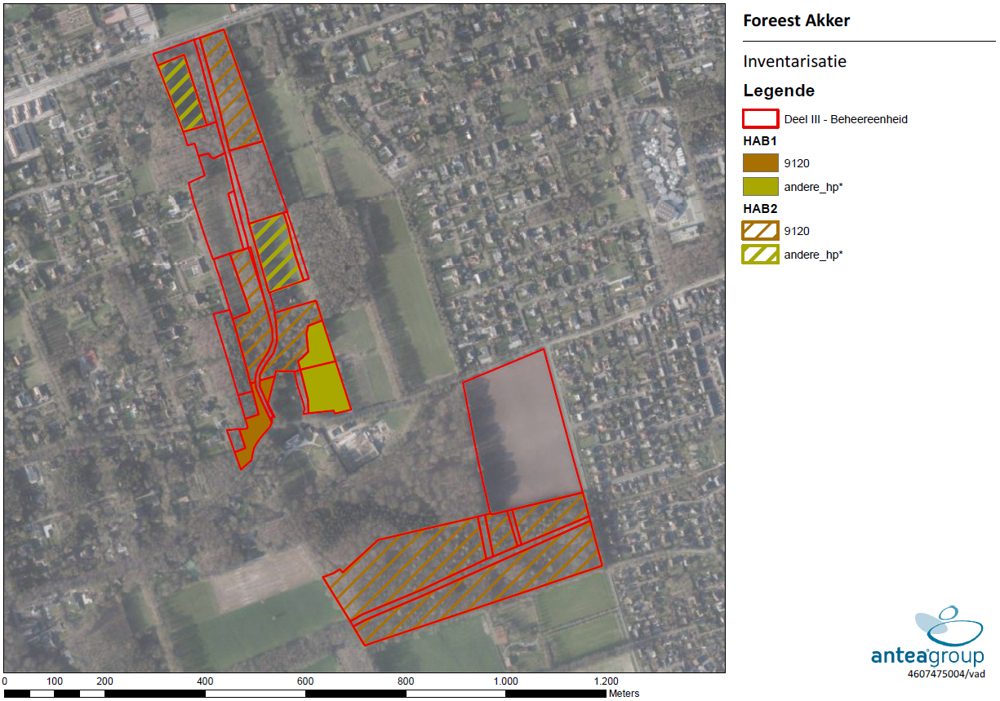 Foreest Akker
Inventarisatie
Legende
Deel III - Beheereenheid
HAB1
9120
andere_hp*
HAB2
9120
andere_hp*
anteagroup
4607475004/vad
0 100 200 400 600 800 1.000 1.200
Meters